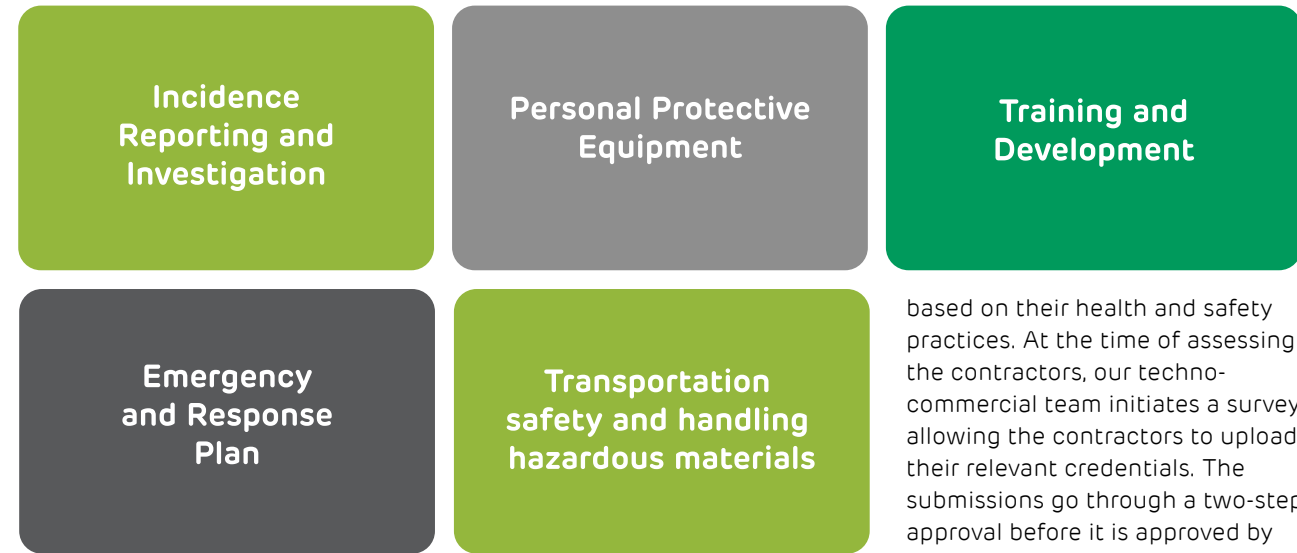 Incidence
Reporting and
Investigation
Personal Protective
Equipment
Training and
Development
Emergency
and Response
Plan
Transportation
safety and handling
hazardous materials
based on their health and safety
practices. At the time of assessing
the contractors, our techno-
commercial team initiates a survey
allowing the contractors to upload
their relevant credentials. The
submissions go through a two-step
approval before it is approved by